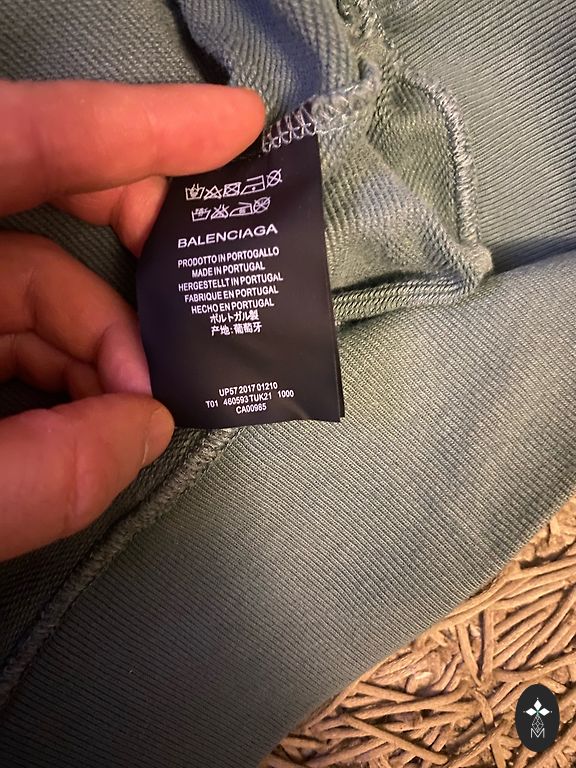 BALENCIAGA
PRODOTTO IN PORTOGALLO
MADE IN PORTUGAL
HERGESTELLT IN PORTUGAL
FABRIQUE EN PORTUGAL
HECHO EN PORTUGAL
ポルトガル製
产地:葡萄牙
UP57 2017 01210
T01 460593 TUK21 1000
CA00985